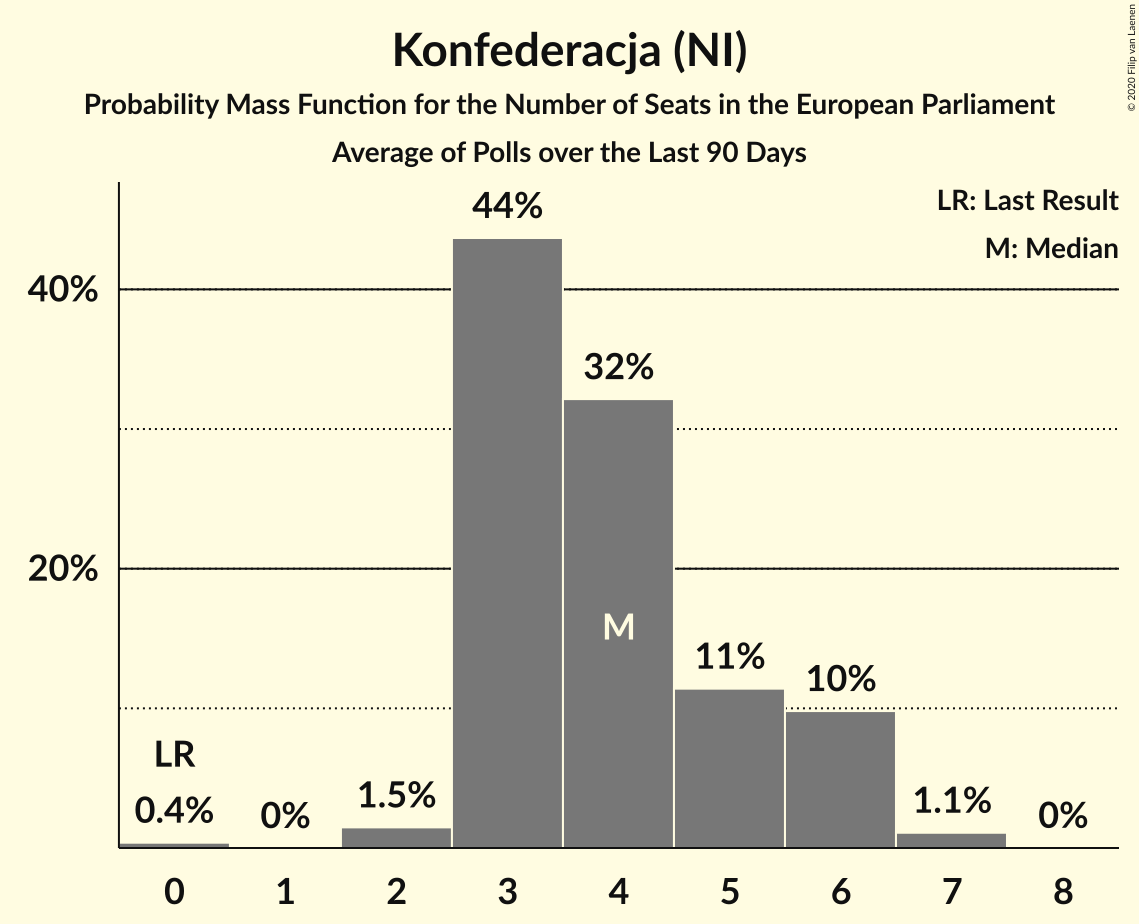 Konfederacja (NI)
Probability Mass Function for the Number of Seats in the European Parliament
Average of Polls over the Last 90 Days
© 2020 Filip van Laenen
LR: Last Result
M: Median
44%
40%
32%
20%
M
11%
10%
LR
0.4%
0%
1.5%
1.1%
0%
0 1 2 3 4 5 6 7 8